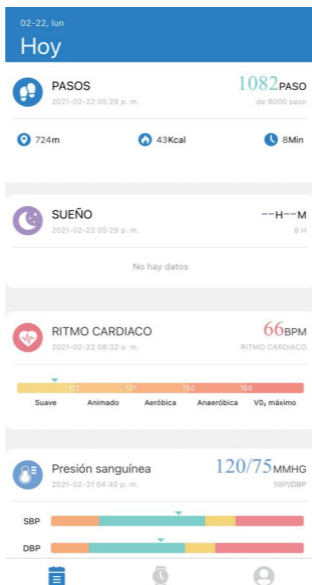 02-22, lun
Hoy
PASOS
1082PASO
2021-02-22 05:29 p. m.
de 8000 paso
724m
43Kcal
8Min
SUEÑO
--H--M
2021-02-22 05:29 p. m.
8 H
No hay datos
RITMO CARDIACO
66BPM
2021-02-22 08:32 a. m.
RITMO CARDIACO
112 131 150 169
Suave Animado Aeróbica Anaeróbica VO₂ máximo
Presión sanguínea
120/75MMHG
2021-02-21 04:40 p. m.
SBP/DBP
SBP
DBP